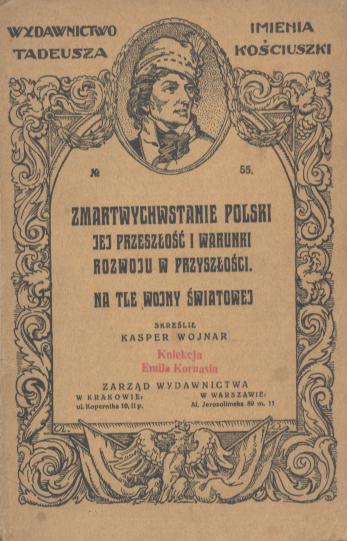 WYDAWNICTWO IMIENIA
TADEUSZA KOŚCIUSZKI
№ 55.
ZMARTWYCHWSTANIE POLSKI
JEJ PRZESZŁOŚĆ I WARUNKI
ROZWOJU W PRZYSZŁOŚCI.
NA TLE WOJNY ŚWIATOWEJ
SKREŚLIŁ
KASPER WOJNAR
Kolekcja
Emila Kornasia
ZARZĄD WYDAWNICTWA
W KRAKOWIE: W WARSZAWIE:
ul. Kopernika 10, II p. Al. Jerozolimska 89 m. 11